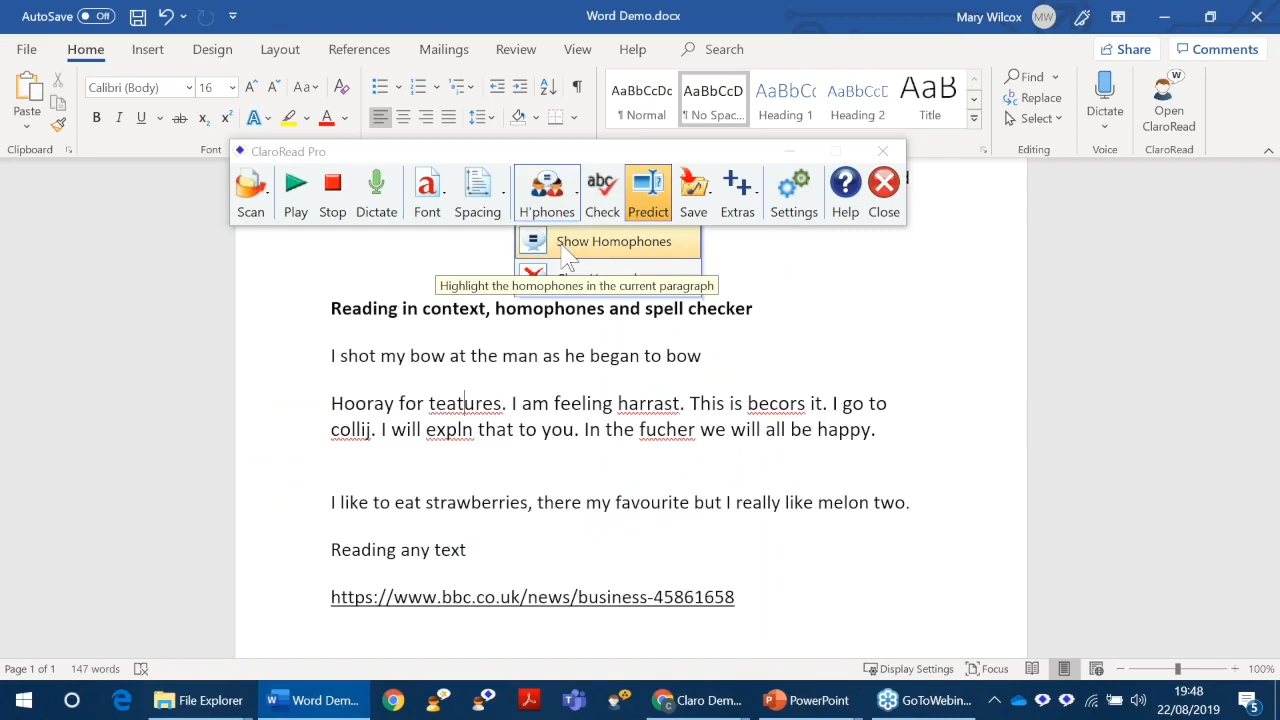 AutoSave Off
Word Demo.docx
Mary Wilcox MW
File Home Insert Design Layout References Mailings Review View Help Search
Share Comments
Paste
Calibri (Body) 16
Clipboard
Font
AaBbCcDc AaBbCcD AaBbCc AaBbCcC AaB
¶ Normal ¶ No Spac... Heading 1 Heading 2 Title
Find
Replace
Select
Editing
Dictate
Voice
Open
ClaroRead
ClaroRead
ClaroRead Pro
Scan Play Stop Dictate Font Spacing H'phones Check Predict Save Extras Settings Help Close
Show Homophones
Highlight the homophones in the current paragraph
Reading in context, homophones and spell checker
I shot my bow at the man as he began to bow
Hooray for teatures. I am feeling harrast. This is becors it. I go to
collij. I will expln that to you. In the fucher we will all be happy.
I like to eat strawberries, there my favourite but I really like melon two.
Reading any text
https://www.bbc.co.uk/news/business-45861658
Page 1 of 1 147 words Display Settings Focus 100%
File Explorer Word Dem... Claro Dem... PowerPoint GoToWebin...
19:48
22/08/2019
5